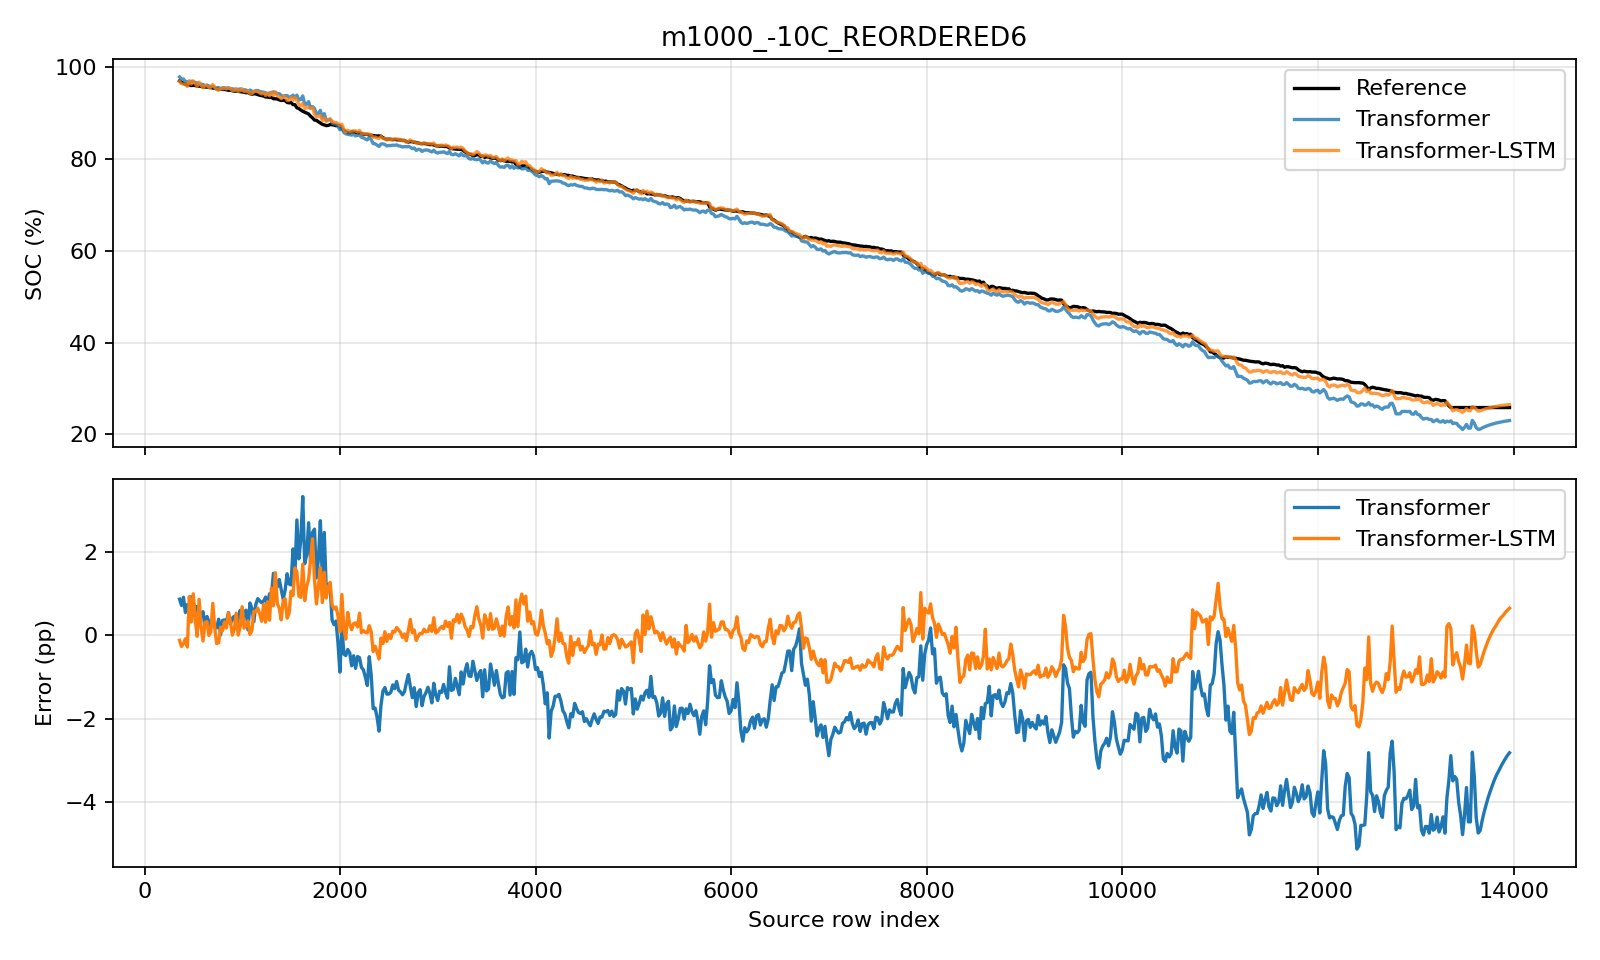 m1000_-10C_REORDERED6
SOC (%)
100
80
60
40
20
Reference
Transformer
Transformer-LSTM
Error (pp)
2
0
−2
−4
Transformer
Transformer-LSTM
0 2000 4000 6000 8000 10000 12000 14000
Source row index